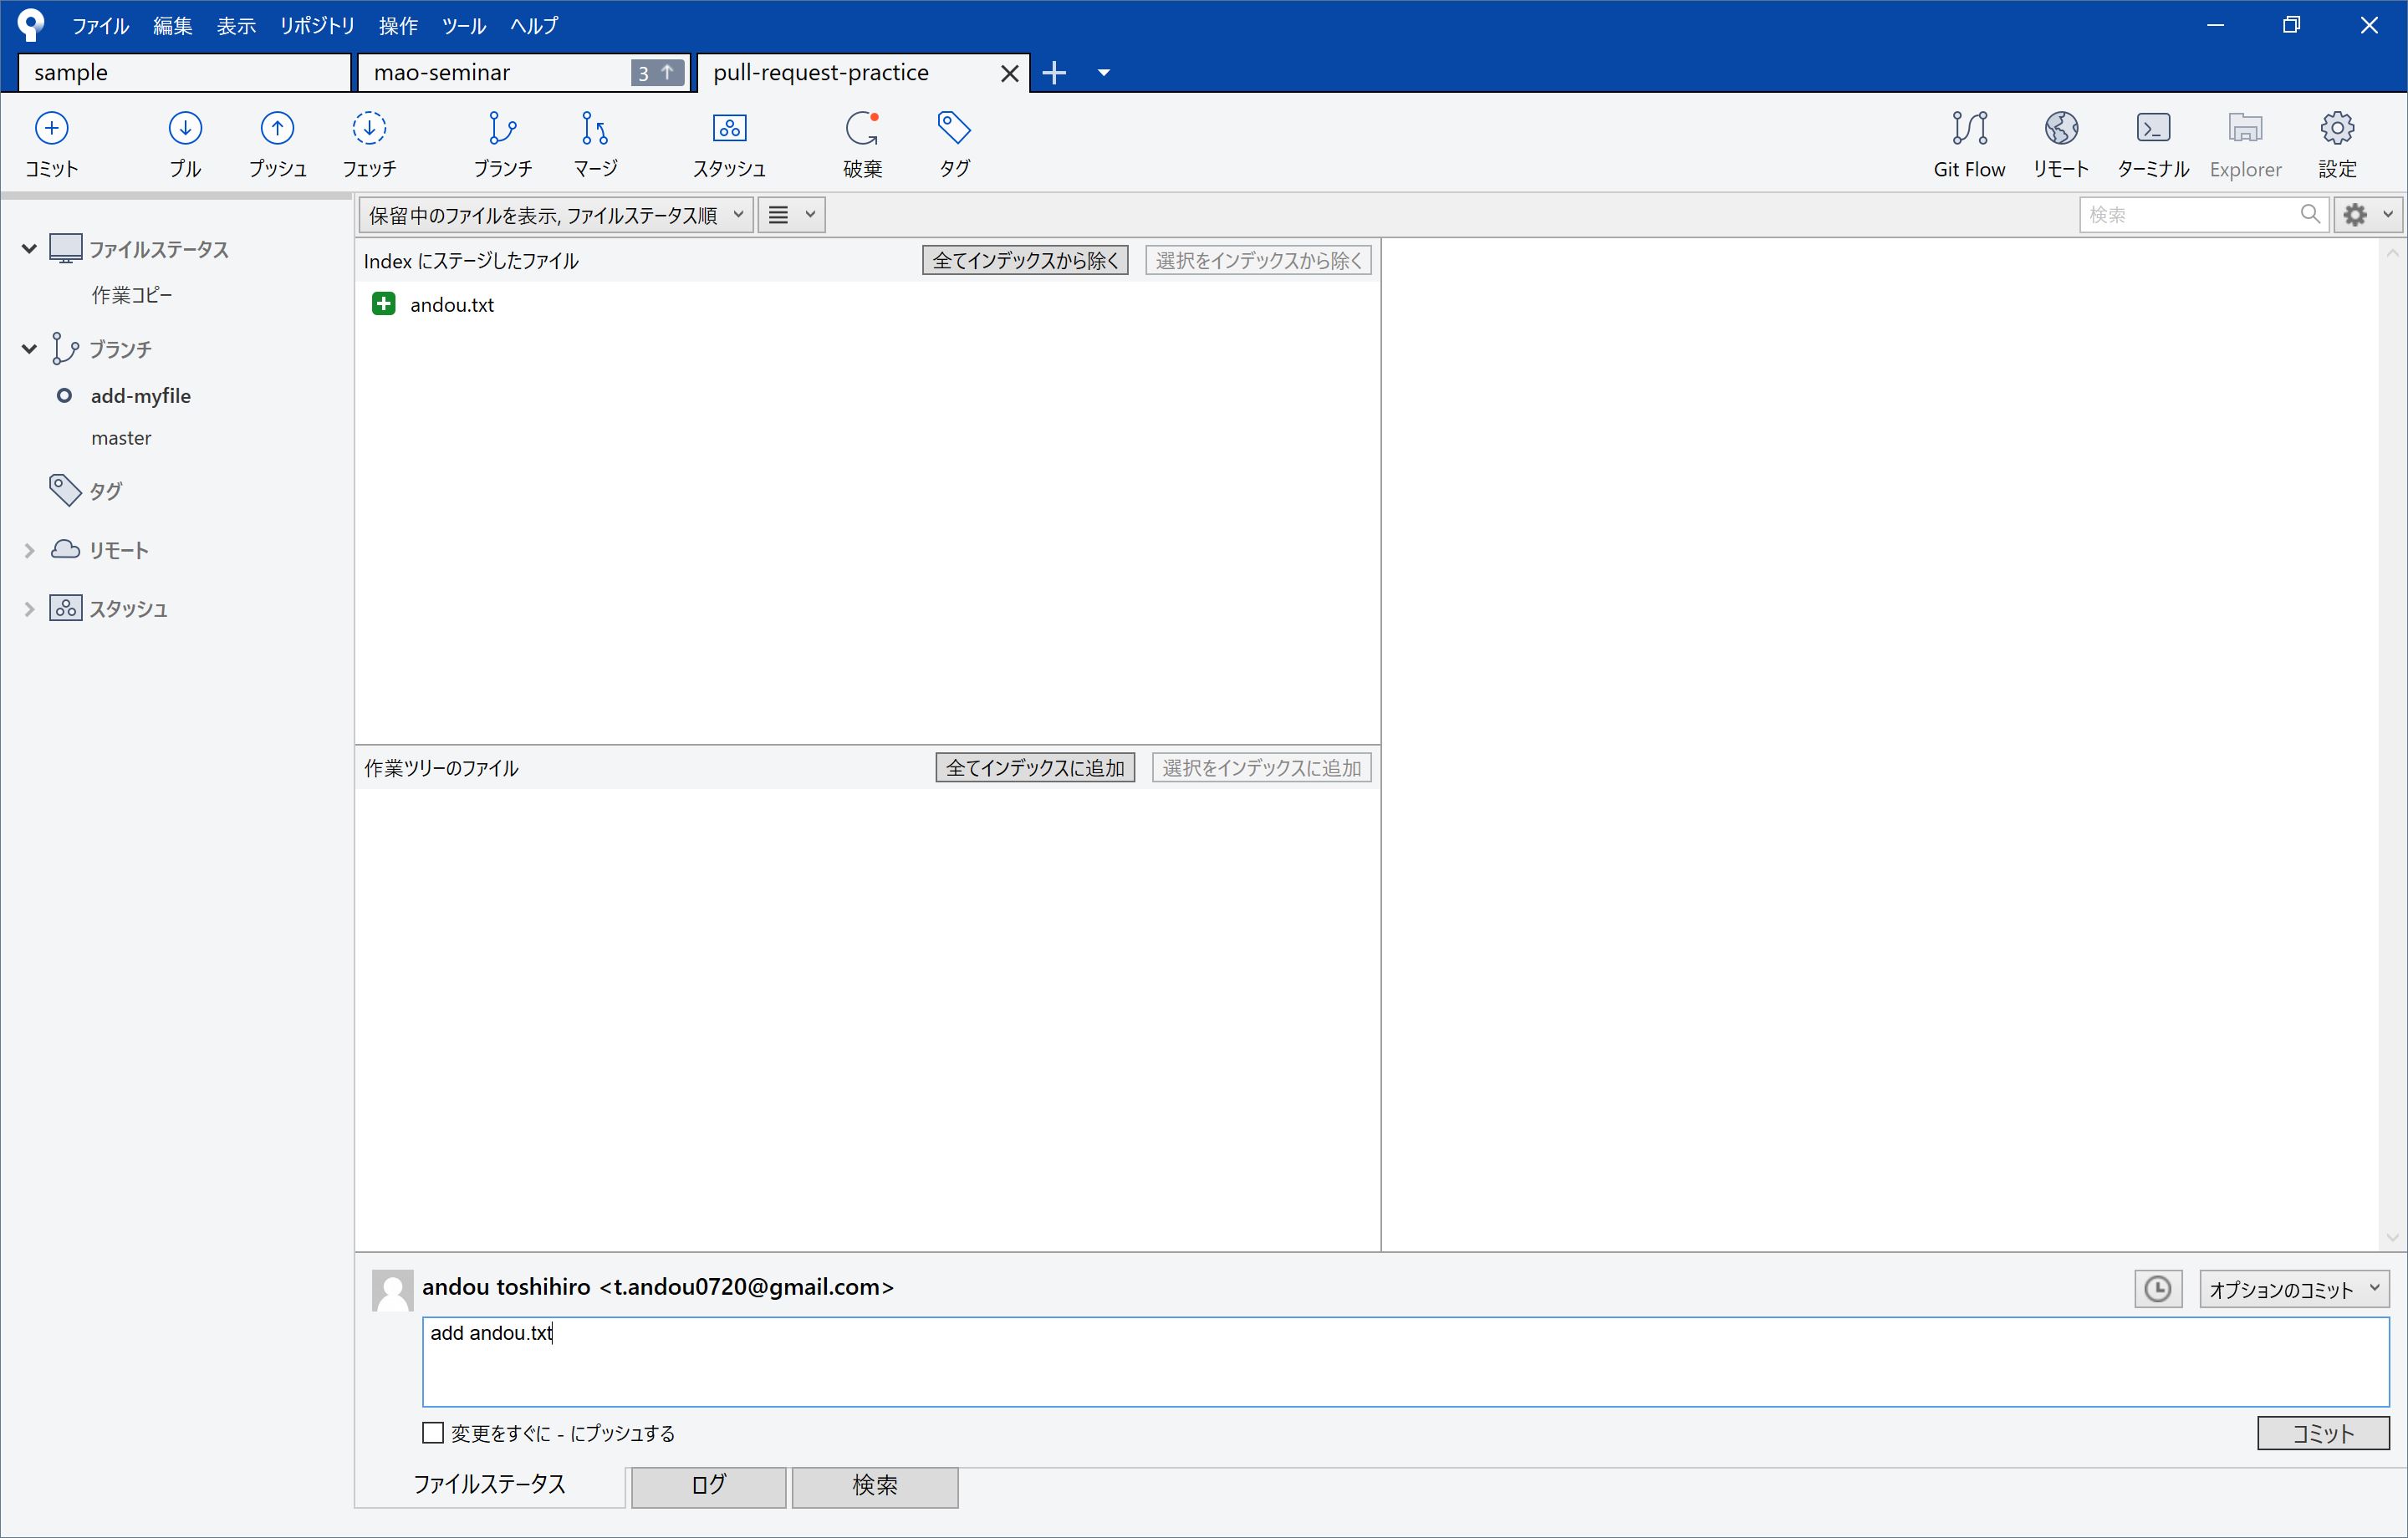 ファイル 編集 表示 リポジトリ 操作 ツール ヘルプ
sample
mao-seminar 3
pull-request-practice
コミット プル プッシュ フェッチ ブランチ マージ スタッシュ 破棄 タグ Git Flow リモート ターミナル Explorer 設定
ファイルステータス
作業コピー
ブランチ
add-myfile
master
タグ
リモート
スタッシュ
保留中のファイルを表示, ファイルステータス順
検索
Index にステージしたファイル 全てインデックスから除く 選択をインデックスから除く
andou.txt
作業ツリーのファイル 全てインデックスに追加 選択をインデックスに追加
andou toshihiro <t.andou0720@gmail.com>
オプションのコミット
add andou.txt
変更をすぐに - にプッシュする
コミット
ファイルステータス ログ 検索